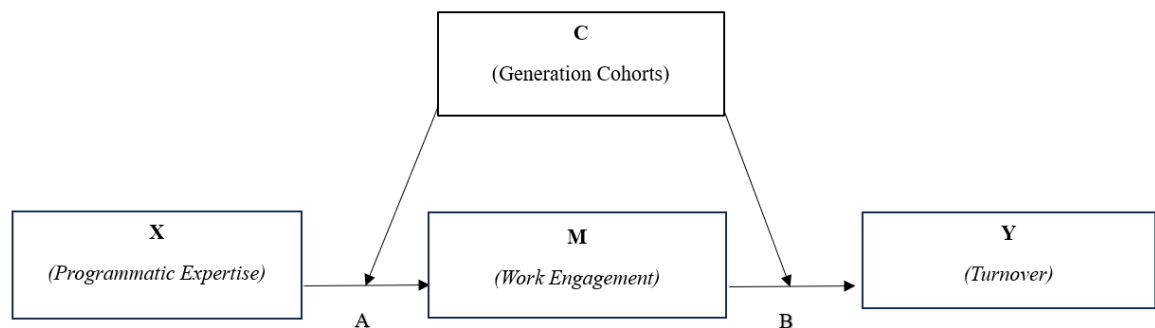 C
(Generation Cohorts)
X
(Programmatic Expertise)
M
(Work Engagement)
Y
(Turnover)
A
B